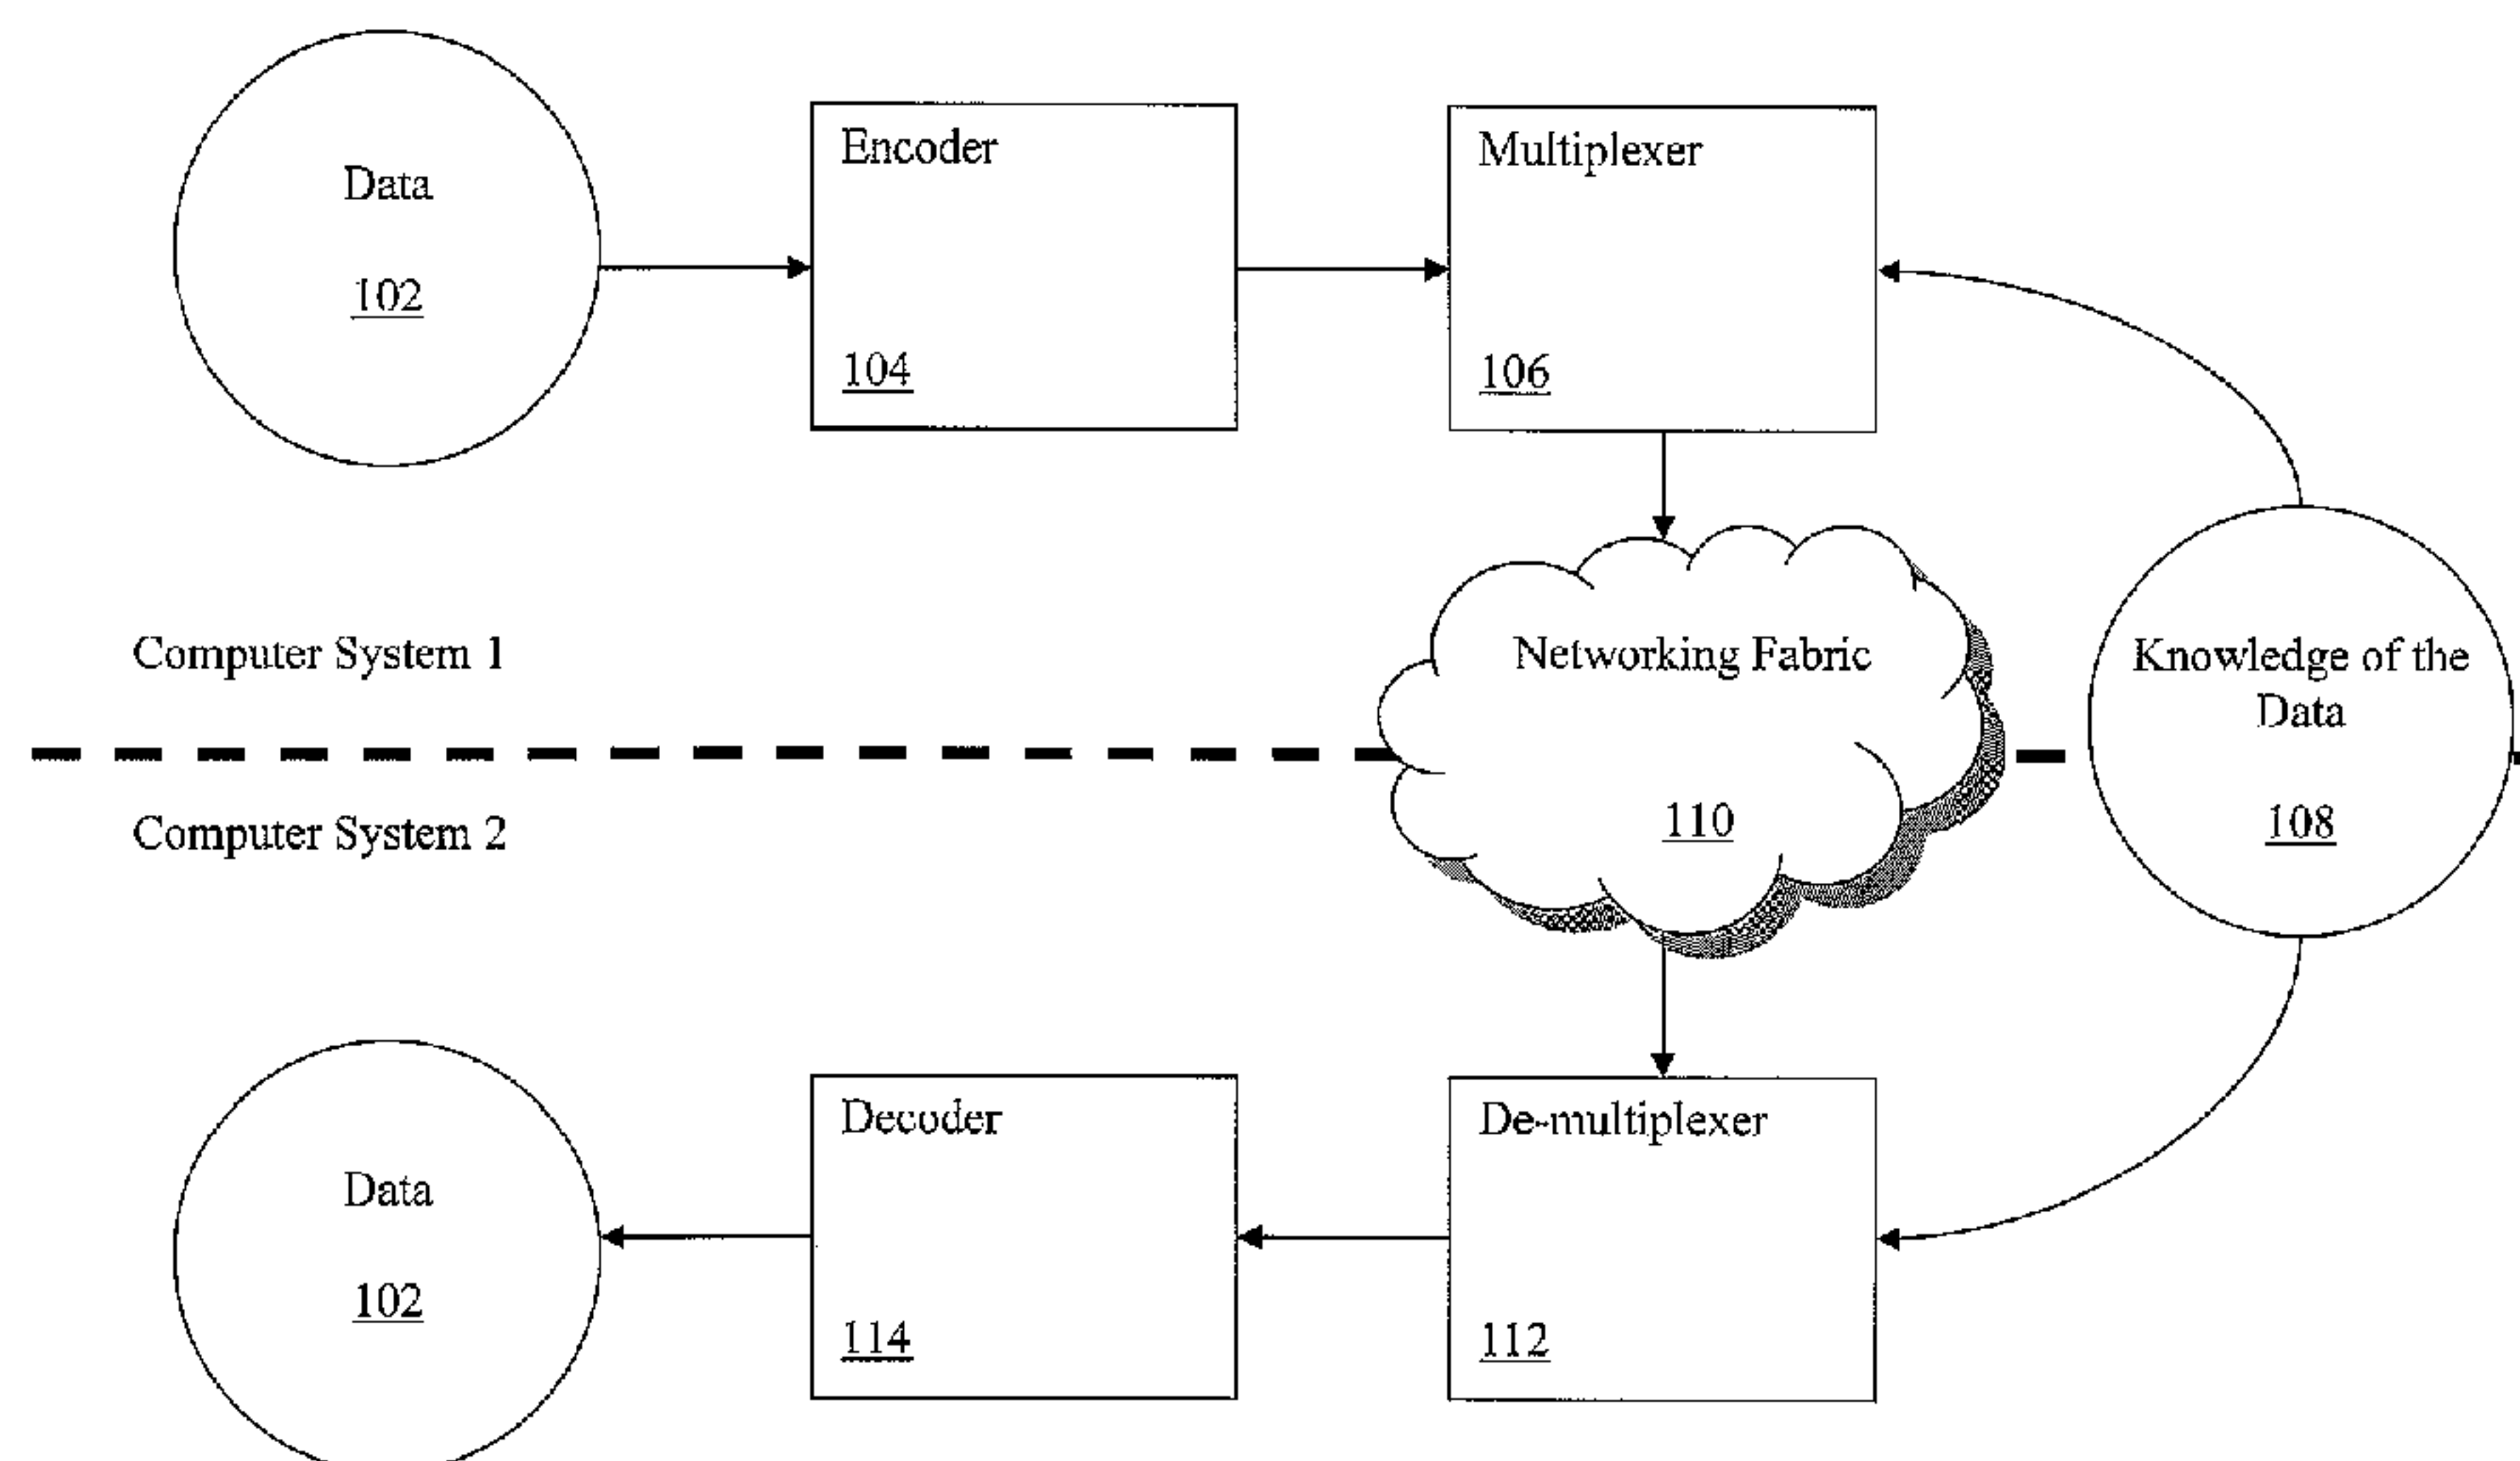 Data
102
Encoder
104
Multiplexer
106
Computer System 1
Networking Fabric
110
Knowledge of the
Data
108
Computer System 2
Data
102
Decoder
114
De-multiplexer
112